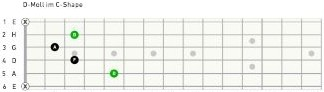 D-Moll im C-Shape
1 E X
2 H D
3 G A
4 D F
5 A D
6 E X